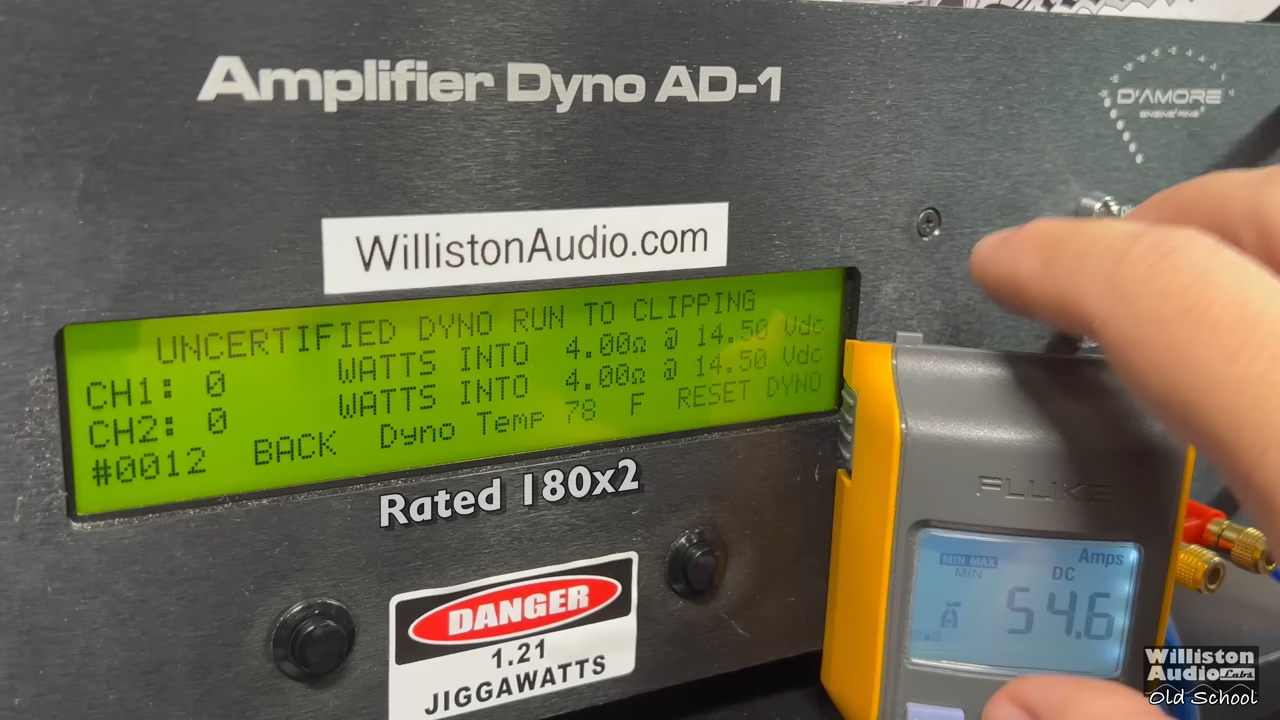 Amplifier Dyno AD-1
D'AMORE
ENGINEERING
WillistonAudio.com
UNCERTIFIED DYNO RUN TO CLIPPING
CH1: 0 WATTS INTO 4.00Ω @ 14.50 Vdc
CH2: 0 WATTS INTO 4.00Ω @ 14.50 Vdc
#0012 BACK Dyno Temp 78 F RESET DYNO
Rated 180x2
DANGER
1.21
JIGGAWATTS
FLUKE
MIN MAX Amps
MIN DC
54.6
Williston
AudioLabs
Old School